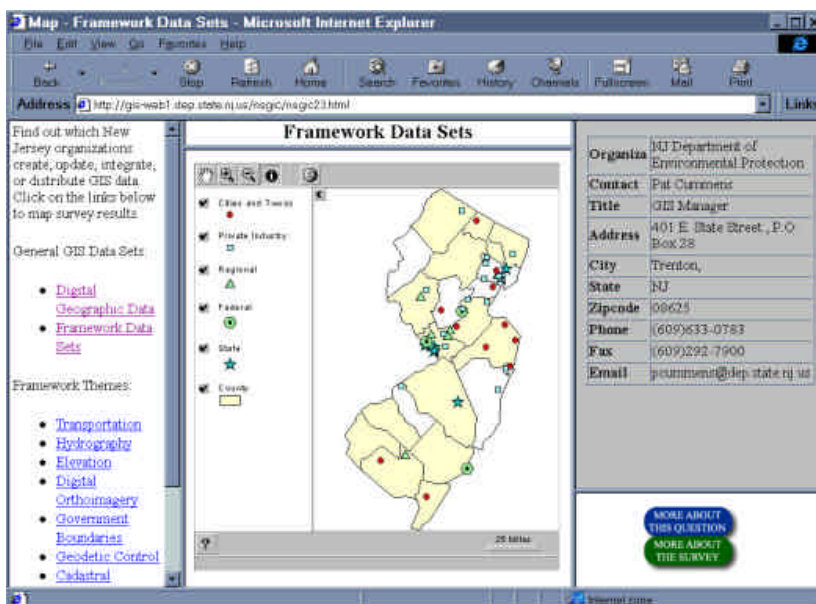 Map - Framework Data Sets - Microsoft Internet Explorer
File Edit View Go Favorites Help
Back Stop Refresh Home Search Favorites History Channels Fullscreen Mail Print
Address http://gis-web1.dep.state.nj.us/nsgic/nsgic23.html Links
Find out which New
Jersey organizations
create, update, integrate,
or distribute GIS data.
Click on the links below
to map survey results.
General GIS Data Sets:
Digital
Geographic Data
Framework Data
Sets
Framework Themes:
Transportation
Hydrography
Elevation
Digital
Orthoimagery
Government
Boundaries
Geodetic Control
Cadastral
Framework Data Sets
Cities and Towns
Private Industry
Regional
Federal
State
County
?
25 Miles
Organiza NJ Department of
Environmental Protection
Contact Pat Cummens
Title GIS Manager
Address 401 E. State Street., P.O
Box 28
City Trenton,
State NJ
Zipcode 08625
Phone (609)633-0783
Fax (609)292-7900
Email pcummens@dep.state.nj.us
MORE ABOUT
THIS QUESTION
MORE ABOUT
THE SURVEY
Internet zone